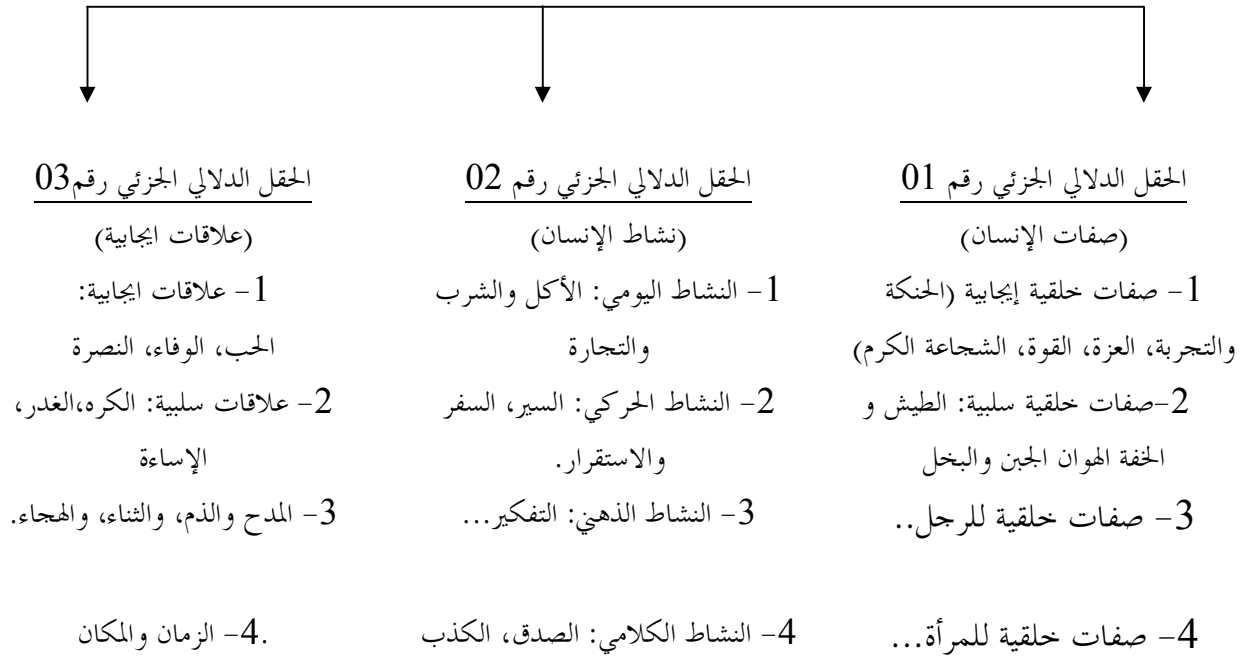 الحقل الدلالي الجزئي رقم 01
(صفات الإنسان)
1- صفات خلقية إيجابية (الحنكة
والتجربة، العزة، القوة، الشجاعة الكرم)
2-صفات خلقية سلبية: الطيش و
الخفة الهوان الجبن والبخل
3- صفات خلقية للرجل..
4- صفات خلقية للمرأة...
الحقل الدلالي الجزئي رقم 02
(نشاط الإنسان)
1- النشاط اليومي: الأكل والشرب
والتجارة
2- النشاط الحركي: السير، السفر
والاستقرار.
3- النشاط الذهني: التفكير...
4- النشاط الكلامي: الصدق، الكذب
الحقل الدلالي الجزئي رقم03
(علاقات ايجابية)
1- علاقات ايجابية:
الحب، الوفاء، النصرة
2- علاقات سلبية: الكره،الغدر،
الإساءة
3- المدح والذم، والثناء، والهجاء.
.4- الزمان والمكان